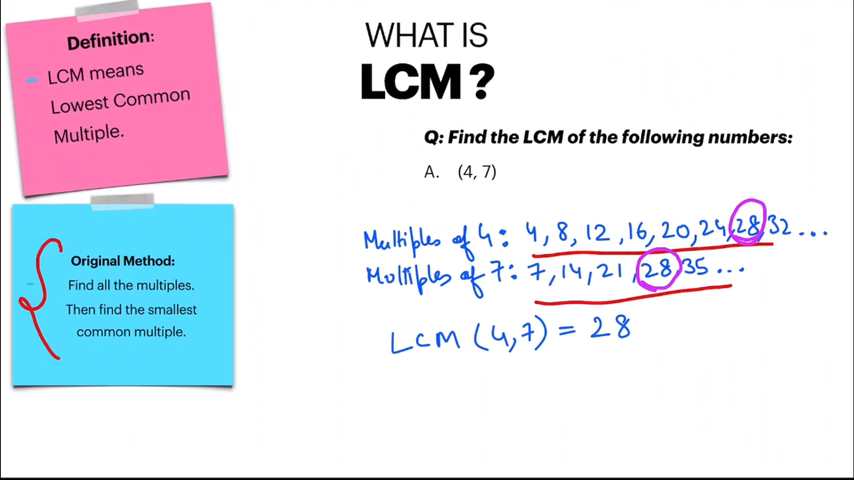 Definition:
- LCM means
Lowest Common
Multiple.
Original Method:
- Find all the multiples.
Then find the smallest
common multiple.
WHAT IS
LCM?
Q: Find the LCM of the following numbers:
A. (4, 7)
Multiples of 4: 4, 8, 12, 16, 20, 24, 28, 32 ...
Multiples of 7: 7, 14, 21, 28, 35 ...
LCM (4,7) = 28